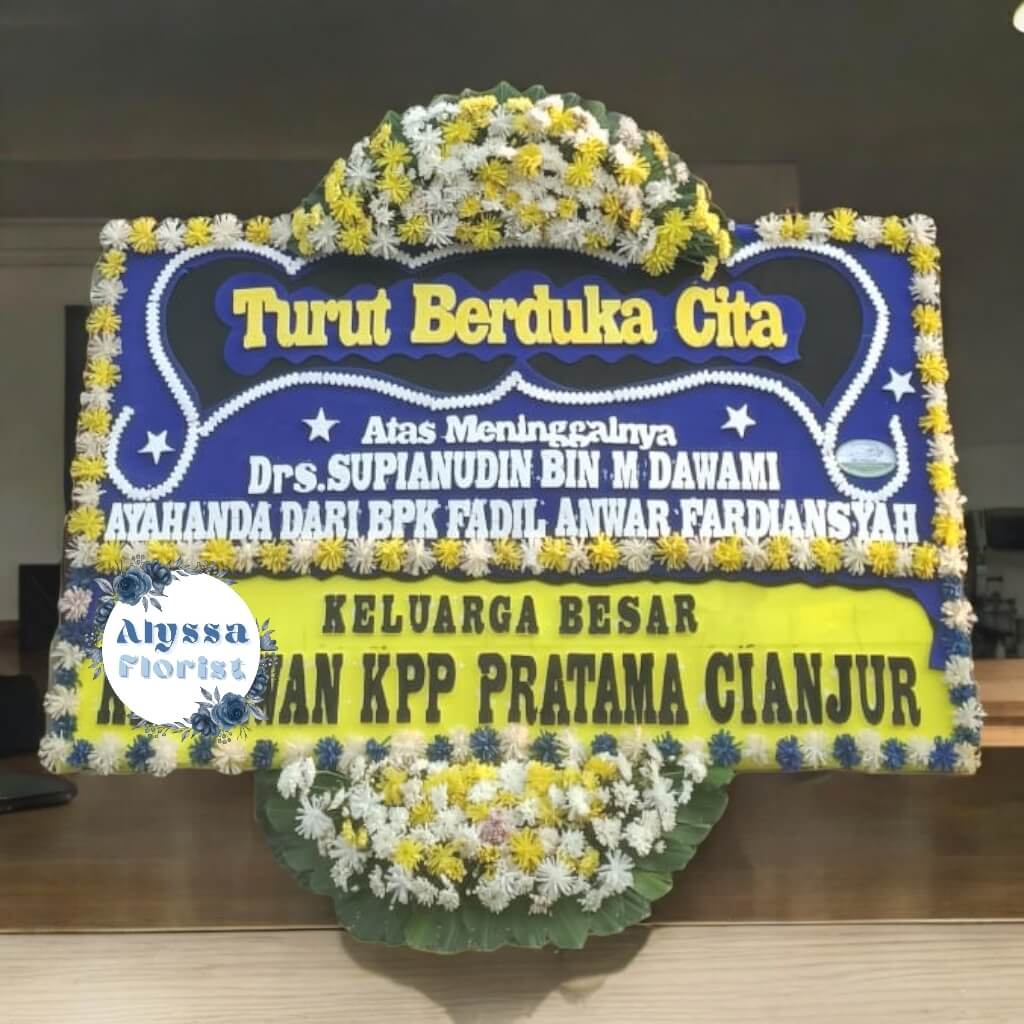 Turut Berduka Cita
Atas Meninggalnya
Drs.SUPIANUDIN BIN M DAWAMI
AYAHANDA DARI BPK FADIL ANWAR FARDIANSYAH
KELUARGA BESAR
KPP PRATAMA CIANJUR
Alyssa
Florist